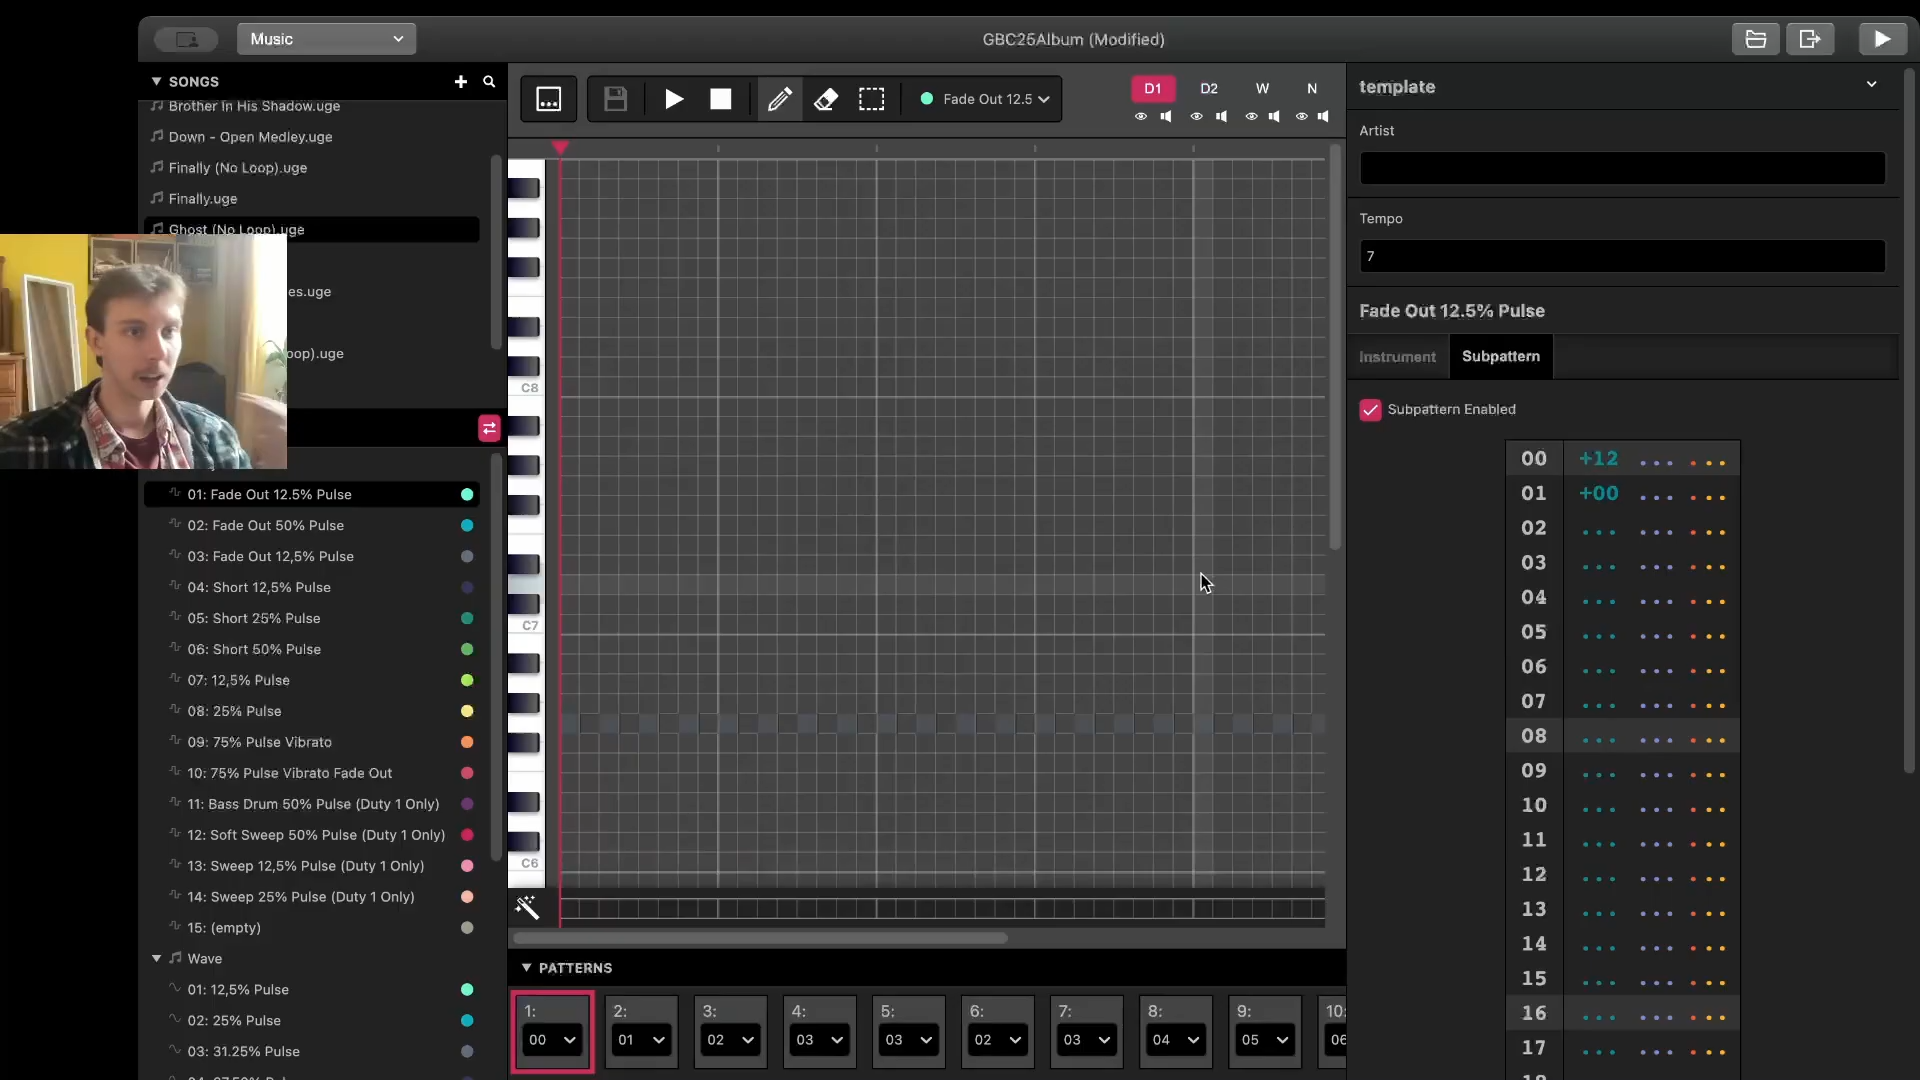 Music
GBC25Album (Modified)
SONGS
Brother In His Shadow.uge
Down - Open Medley.uge
Finally (No Loop).uge
Finally.uge
Ghost (No Loop).uge
es.uge
oop).uge
01: Fade Out 12.5% Pulse
02: Fade Out 50% Pulse
03: Fade Out 12,5% Pulse
04: Short 12,5% Pulse
05: Short 25% Pulse
06: Short 50% Pulse
07: 12,5% Pulse
08: 25% Pulse
09: 75% Pulse Vibrato
10: 75% Pulse Vibrato Fade Out
11: Bass Drum 50% Pulse (Duty 1 Only)
12: Soft Sweep 50% Pulse (Duty 1 Only)
13: Sweep 12,5% Pulse (Duty 1 Only)
14: Sweep 25% Pulse (Duty 1 Only)
15: (empty)
Wave
01: 12,5% Pulse
02: 25% Pulse
03: 31.25% Pulse
Fade Out 12.5
D1 D2 W N
C8
C7
C6
PATTERNS
1: 2: 3: 4: 5: 6: 7: 8: 9: 10:
00 01 02 03 03 02 03 04 05 06
template
Artist
Tempo
7
Fade Out 12.5% Pulse
Instrument Subpattern
Subpattern Enabled
00 +12 ... ...
01 +00 ... ...
02 ... ... ...
03 ... ... ...
04 ... ... ...
05 ... ... ...
06 ... ... ...
07 ... ... ...
08 ... ... ...
09 ... ... ...
10 ... ... ...
11 ... ... ...
12 ... ... ...
13 ... ... ...
14 ... ... ...
15 ... ... ...
16 ... ... ...
17 ... ... ...